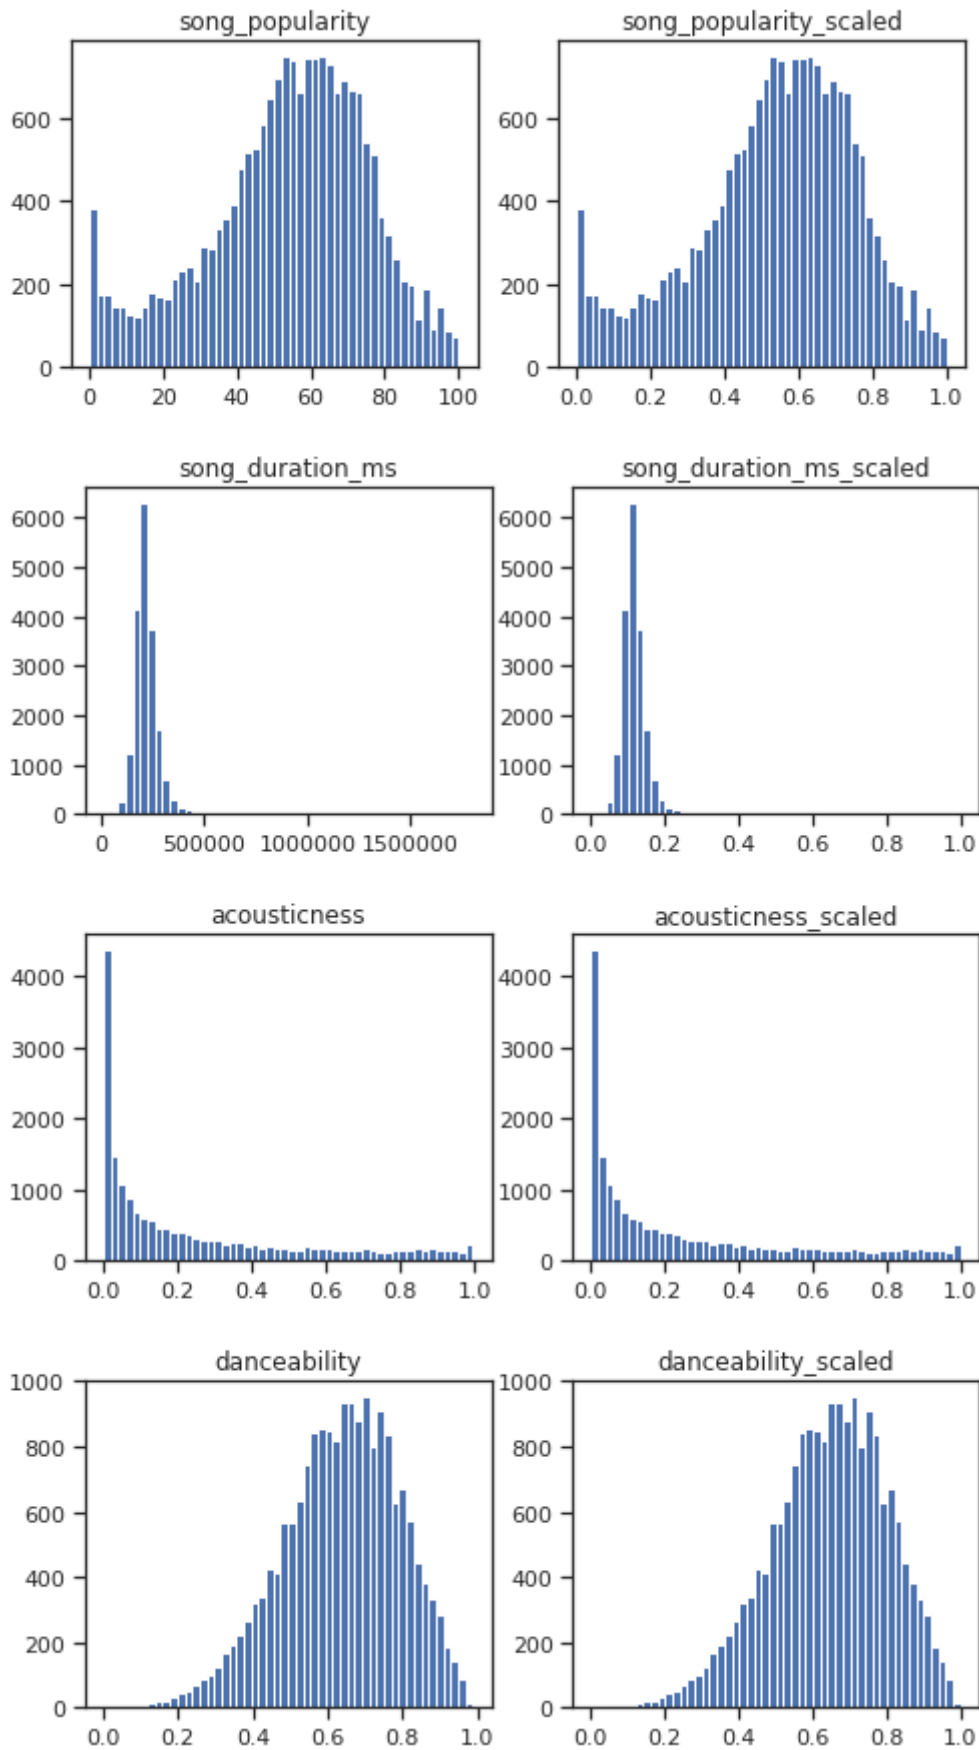 song_popularity song_popularity_scaled
600 600
400 400
200 200
0 0
0 20 40 60 80 100 0.0 0.2 0.4 0.6 0.8 1.0
song_duration_ms song_duration_ms_scaled
6000 6000
5000 5000
4000 4000
3000 3000
2000 2000
1000 1000
0 0
0 500000 1000000 1500000 0.0 0.2 0.4 0.6 0.8 1.0
acousticness acousticness_scaled
4000 4000
3000 3000
2000 2000
1000 1000
0 0
0.0 0.2 0.4 0.6 0.8 1.0 0.0 0.2 0.4 0.6 0.8 1.0
danceability danceability_scaled
1000 1000
800 800
600 600
400 400
200 200
0 0
0.0 0.2 0.4 0.6 0.8 1.0 0.0 0.2 0.4 0.6 0.8 1.0